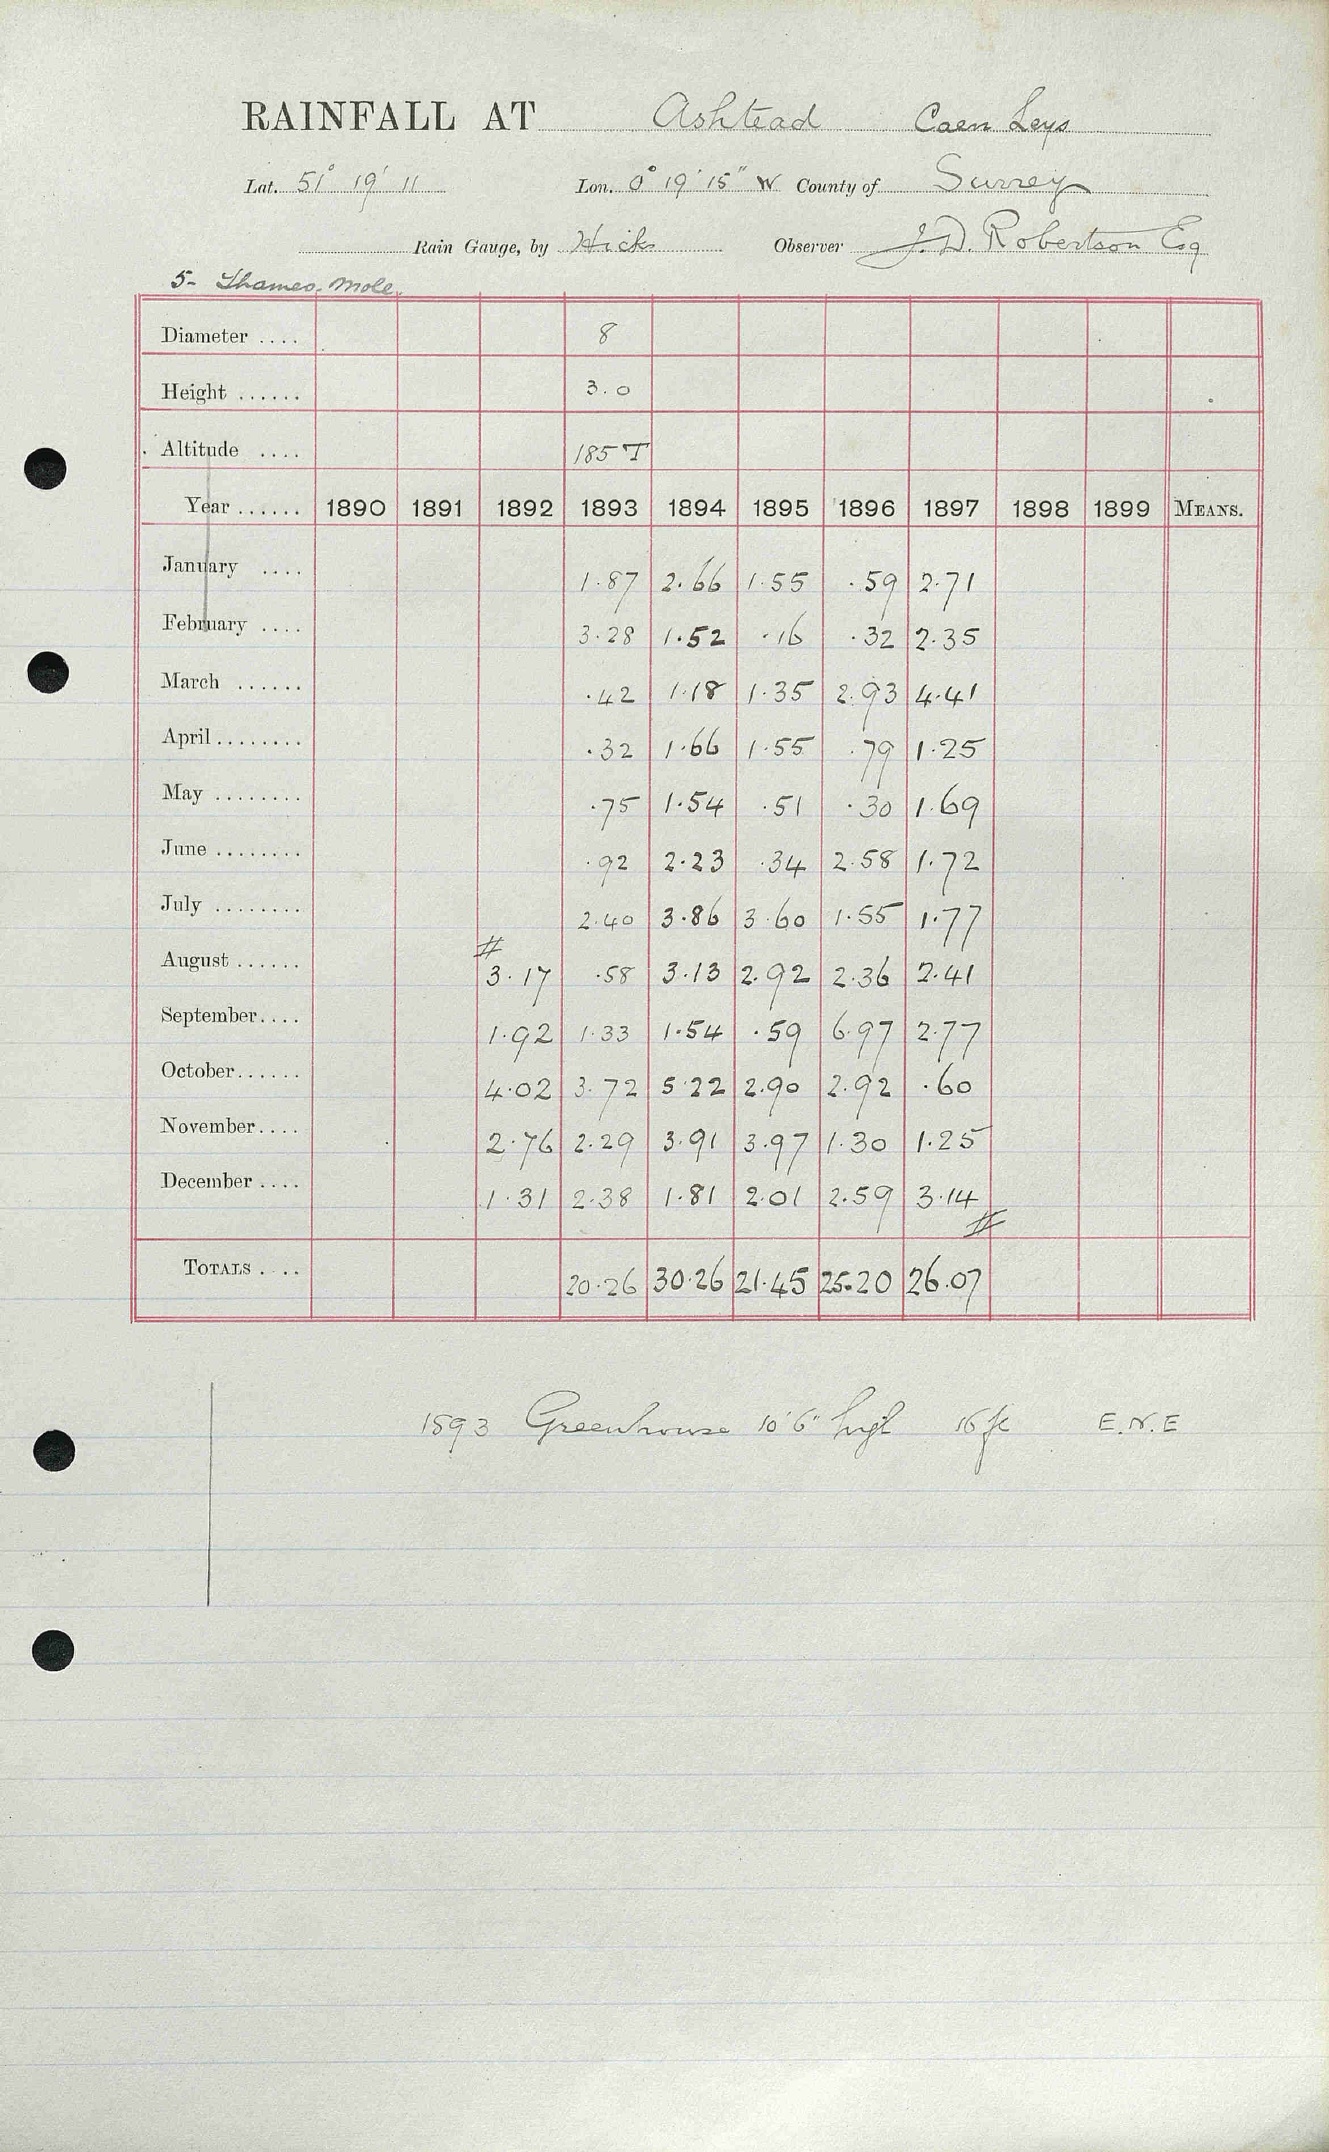 RAINFALL AT Ashtead Caen Leys
Lat. 51° 19' 11 Lon. 0° 19' 15" W County of Surrey
Rain Gauge, by Hicks Observer J.D. Robertson Esq
5- Thames. Mole.
Diameter .... 8
Height ...... 3.0
Altitude .... 185 T
Year ...... 1890 1891 1892 1893 1894 1895 1896 1897 1898 1899 MEANS.
January .... 1.87 2.66 1.55 .59 2.71
February .... 3.28 1.52 .16 .32 2.35
March ...... .42 1.18 1.35 2.93 4.41
April ........ .32 1.66 1.55 .79 1.25
May ........ .75 1.54 .51 .30 1.69
June ........ .92 2.23 .34 2.58 1.72
July ........ 2.40 3.86 3.60 1.55 1.77
#
August ...... 3.17 .58 3.13 2.92 2.36 2.41
September .... 1.92 1.33 1.54 .59 6.97 2.77
October ...... 4.02 3.72 5.22 2.90 2.92 .60
November .... 2.76 2.29 3.91 3.97 1.30 1.25
December .... 1.31 2.38 1.81 2.01 2.59 3.14
#
TOTALS .... 20.26 30.26 21.45 25.20 26.07
1893 Greenhouse 10'6" high 16 ft E.N.E